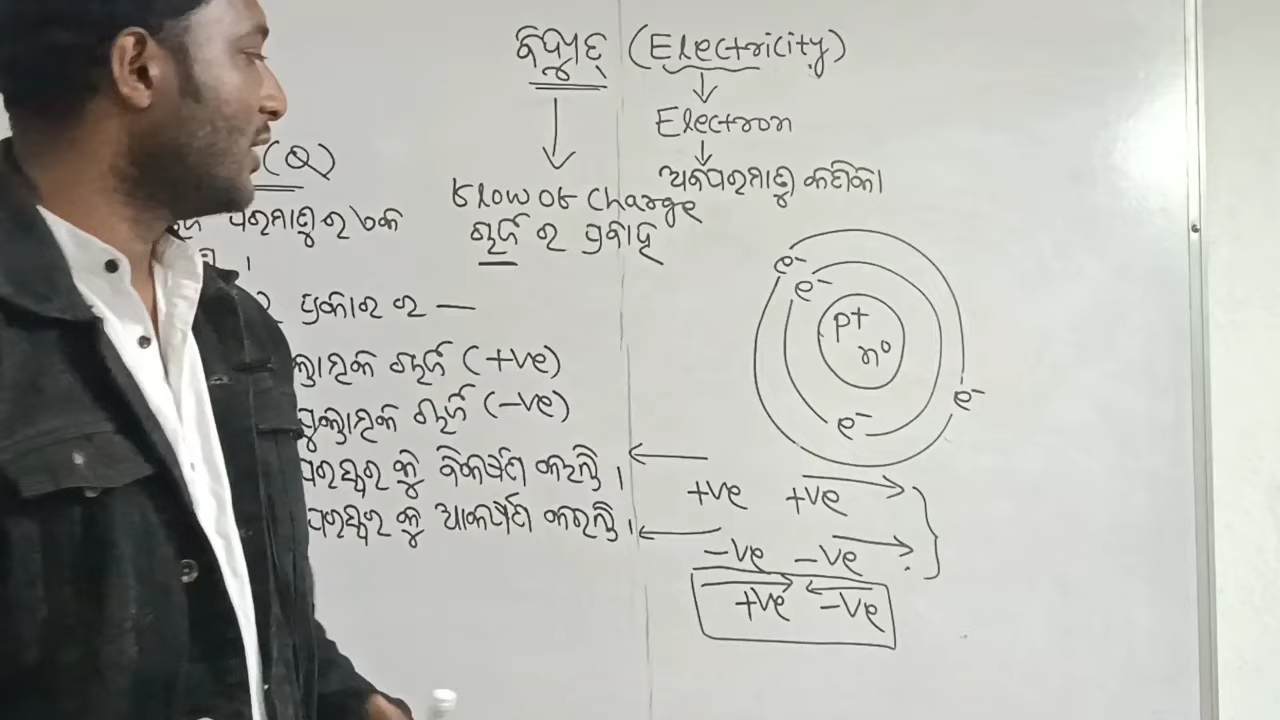 ବିଦ୍ୟୁତ୍ (Electricity)
Electron
ଅବପରମାଣୁ କଣିକା
flow of charge
ଚାର୍ଜ ର ପ୍ରବାହ
(Q)
ପରମାଣୁର ଏକ
ପ୍ରକାର ର —
ଚାର୍ଜ (+ve)
ଚାର୍ଜ (-ve)
ପରସ୍ପର କୁ ବିକର୍ଷଣ କରନ୍ତି ।
ପରସ୍ପର କୁ ଆକର୍ଷଣ କରନ୍ତି ।
e-
e-
p+
n0
e-
e-
+ve +ve
-ve -ve
+ve -ve